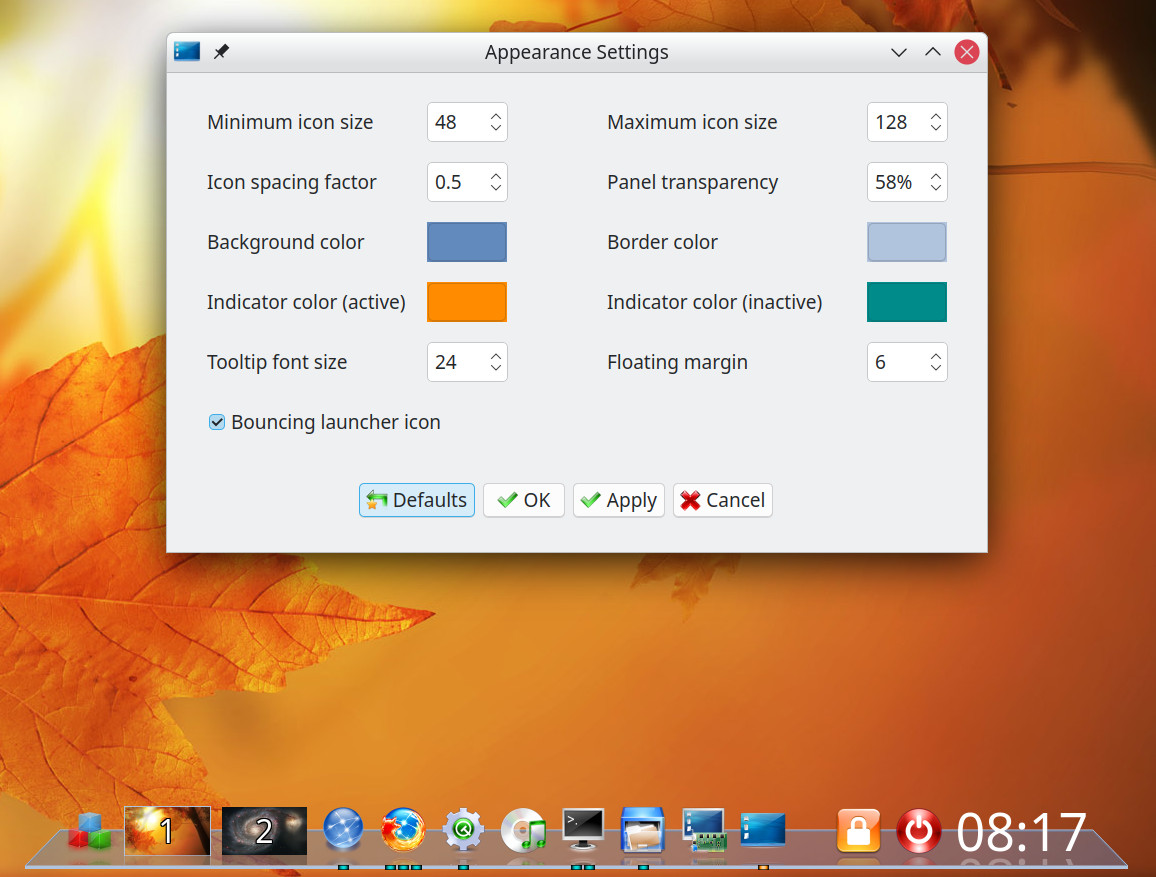 Appearance Settings
Minimum icon size 48 Maximum icon size 128
Icon spacing factor 0.5 Panel transparency 58%
Background color Border color
Indicator color (active) Indicator color (inactive)
Tooltip font size 24 Floating margin 6
Bouncing launcher icon
Defaults OK Apply Cancel
1 2 >_ 08:17